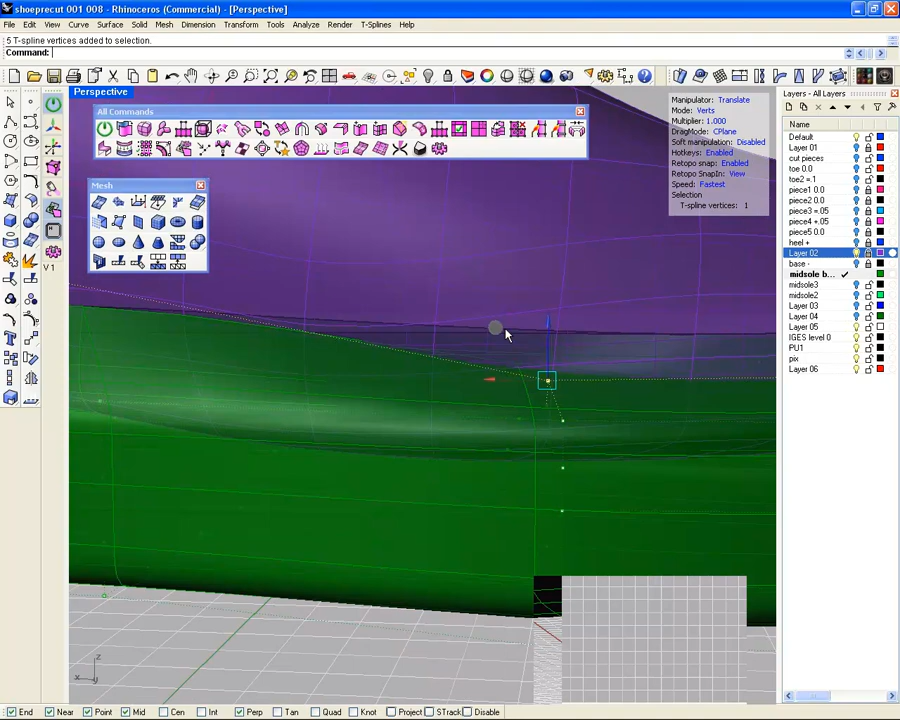 shoeprecut 001 008 - Rhinoceros (Commercial) - [Perspective]
File Edit View Curve Surface Solid Mesh Dimension Transform Tools Analyze Render T-Splines Help
5 T-spline vertices added to selection.
Command:
Perspective
All Commands
Mesh
V 1
Manipulator: Translate
Mode: Verts
Multiplier: 1.000
DragMode: CPlane
Soft manipulation: Disabled
Hotkeys: Enabled
Retopo snap: Enabled
Retopo SnapIn: View
Speed: Fastest
Selection
T-spline vertices: 1
Layers - All Layers
Name
Default
Layer 01
cut pieces
toe 0.0
toe2 =.1
piece1 0.0
piece2 0.0
piece3 =.05
piece4 +.05
piece5 0.0
heel +
Layer 02
base -
midsole b...
midsole3
midsole2
Layer 03
Layer 04
Layer 05
IGES level 0
PU1
pix
Layer 06
z
x
y
End Near Point Mid Cen Int Perp Tan Quad Knot Project STrack Disable